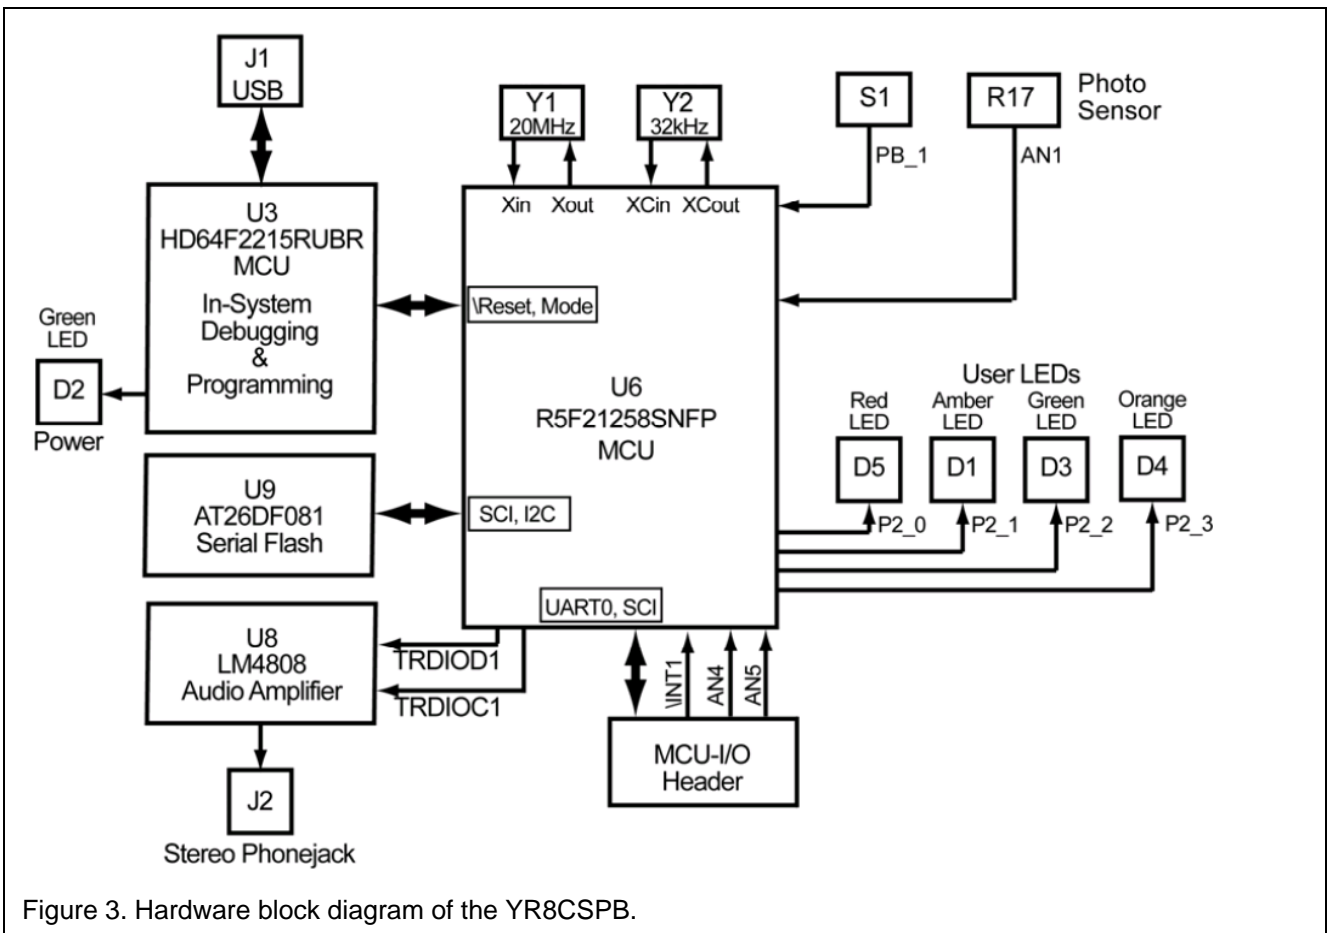 J1
USB
Y1
20MHz
Y2
32kHz
S1
R17
Photo
Sensor
PB_1
AN1
U3
HD64F2215RUBR
MCU
In-System
Debugging
&
Programming
Xin
Xout
XCin
XCout
\Reset, Mode
Green
LED
D2
Power
U6
R5F21258SNFP
MCU
User LEDs
Red
LED
Amber
LED
Green
LED
Orange
LED
D5
D1
D3
D4
P2_0
P2_1
P2_2
P2_3
U9
AT26DF081
Serial Flash
SCI, I2C
UART0, SCI
U8
LM4808
Audio Amplifier
TRDIOD1
TRDIOC1
\INT1
AN4
AN5
MCU-I/O
Header
J2
Stereo Phonejack
Figure 3. Hardware block diagram of the YR8CSPB.